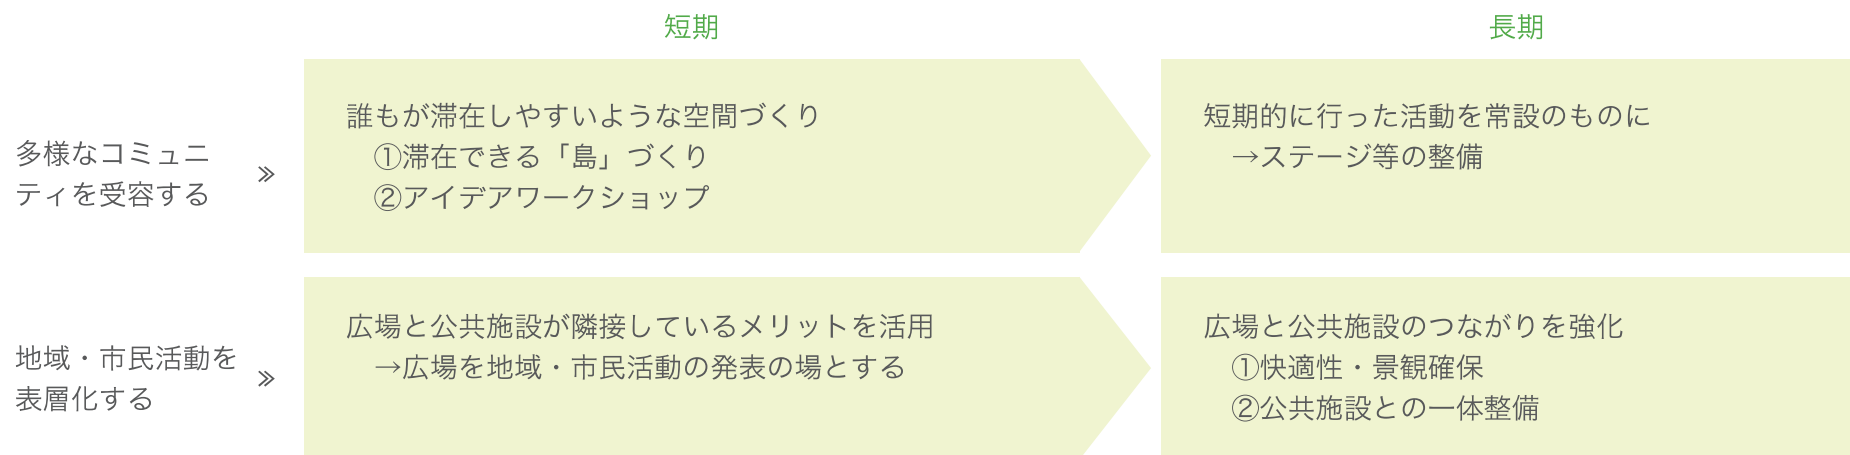 短期
長期
多様なコミュニ
ティを受容する
»
誰もが滞在しやすいような空間づくり
①滞在できる「島」づくり
②アイデアワークショップ
短期的に行った活動を常設のものに
→ステージ等の整備
地域・市民活動を
表層化する
»
広場と公共施設が隣接しているメリットを活用
→広場を地域・市民活動の発表の場とする
広場と公共施設のつながりを強化
①快適性・景観確保
②公共施設との一体整備